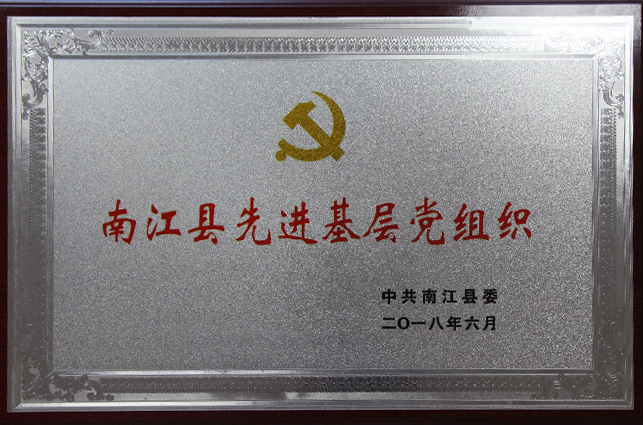 南江县先进基层党组织
中共南江县委
二〇一八年六月